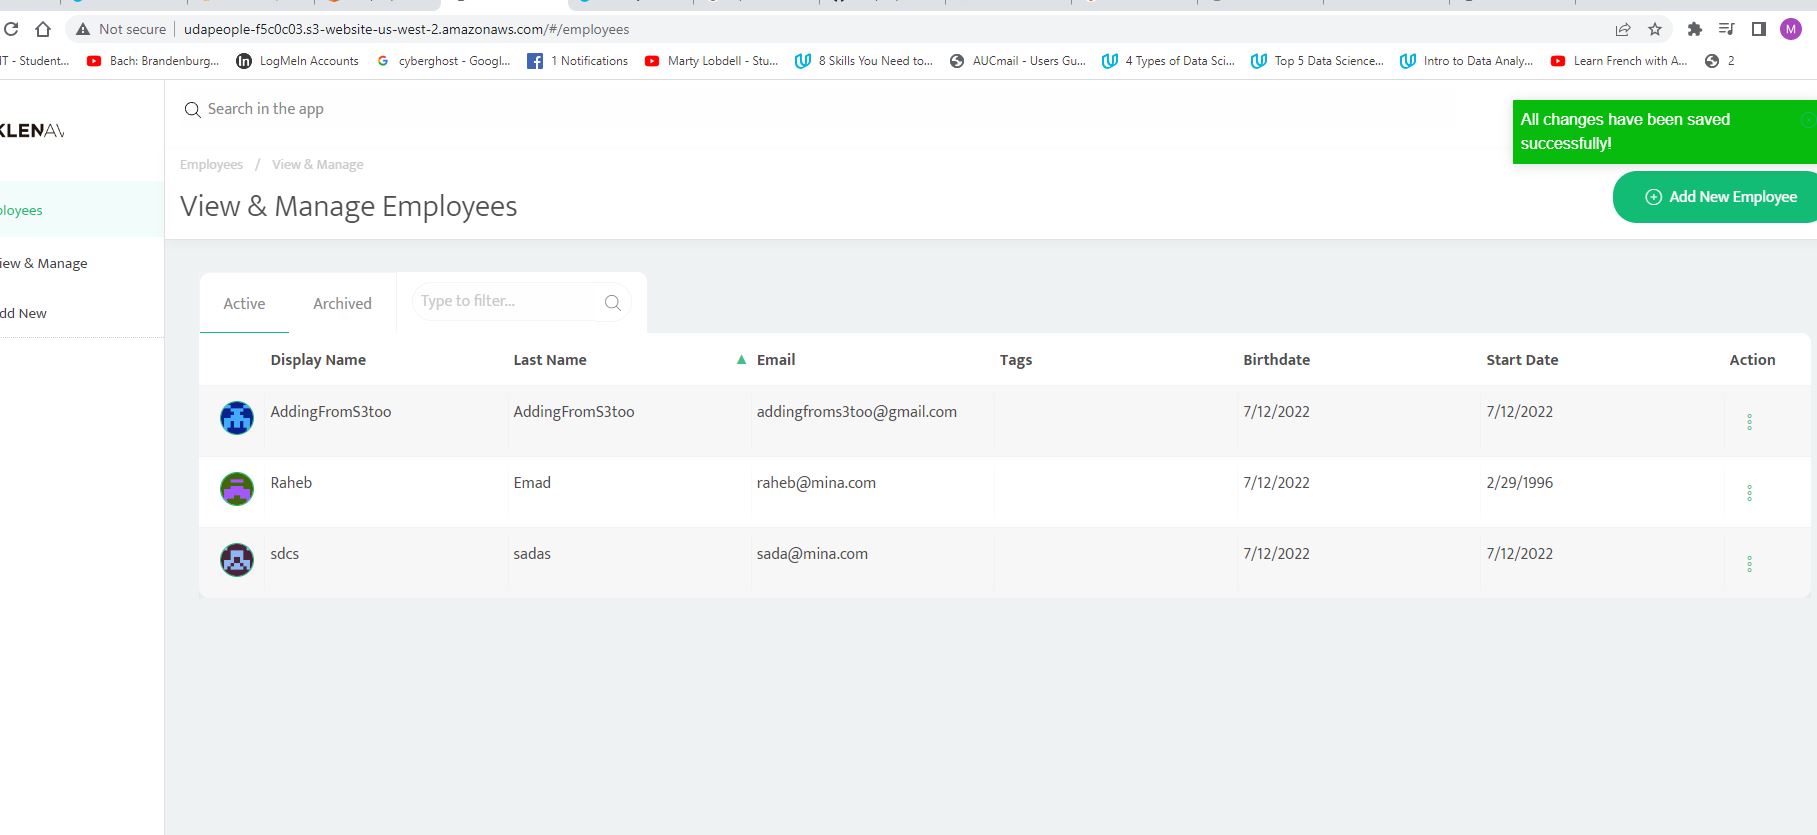 Not secure udapeople-f5c0c03.s3-website-us-west-2.amazonaws.com/#/employees M
IT - Student... Bach: Brandenburg... LogMeIn Accounts cyberghost - Googl... 1 Notifications Marty Lobdell - Stu... 8 Skills You Need to... AUCmail - Users Gu... 4 Types of Data Sci... Top 5 Data Science... Intro to Data Analy... Learn French with A... 2
Search in the app
KLENAV
All changes have been saved
successfully!
Employees / View & Manage
View & Manage Employees
Add New Employee
ployees
iew & Manage
dd New
Active Archived Type to filter...
Display Name Last Name ▲ Email Tags Birthdate Start Date Action
AddingFromS3too AddingFromS3too addingfroms3too@gmail.com 7/12/2022 7/12/2022
Raheb Emad raheb@mina.com 7/12/2022 2/29/1996
sdcs sadas sada@mina.com 7/12/2022 7/12/2022